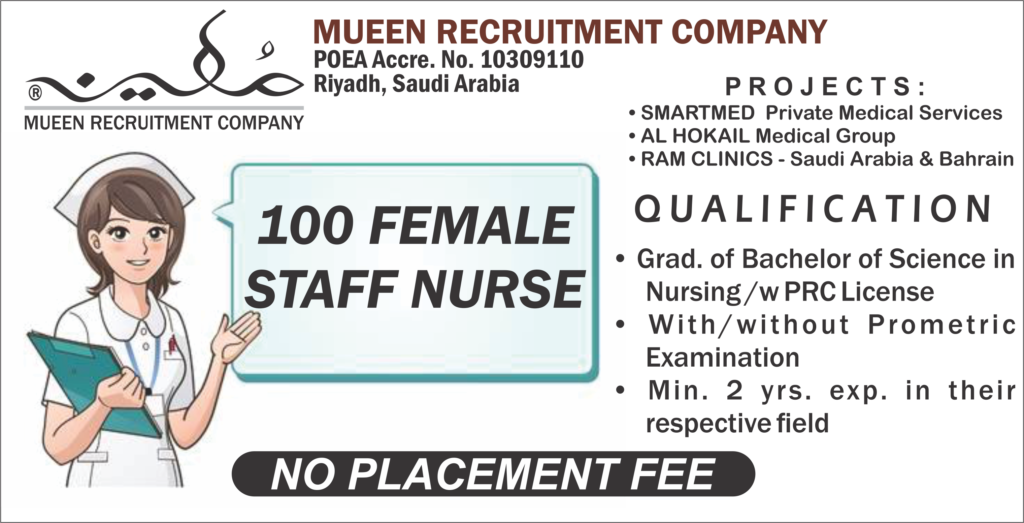 معين
®
MUEEN RECRUITMENT COMPANY
MUEEN RECRUITMENT COMPANY
POEA Accre. No. 10309110
Riyadh, Saudi Arabia
PROJECTS:
• SMARTMED Private Medical Services
• AL HOKAIL Medical Group
• RAM CLINICS - Saudi Arabia & Bahrain
100 FEMALE
STAFF NURSE
QUALIFICATION
• Grad. of Bachelor of Science in
Nursing/w PRC License
• With/without Prometric
Examination
• Min. 2 yrs. exp. in their
respective field
NO PLACEMENT FEE